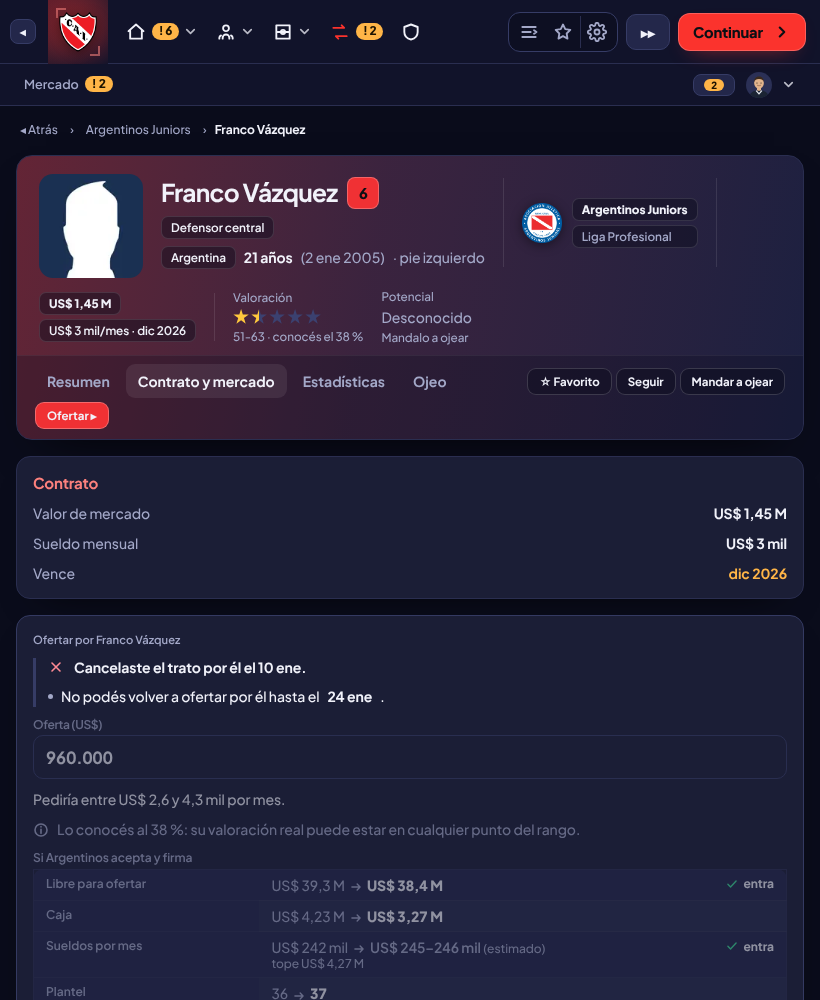 ◂
C.A.I
! 6
! 2
▸▸
Continuar
Mercado ! 2
2
◂ Atrás › Argentinos Juniors › Franco Vázquez
Franco Vázquez 6
Defensor central
Argentina 21 años (2 ene 2005) · pie izquierdo
Argentinos Juniors
Liga Profesional
US$ 1,45 M
US$ 3 mil/mes · dic 2026
Valoración
51-63 · conocés el 38 %
Potencial
Desconocido
Mandalo a ojear
Resumen Contrato y mercado Estadísticas Ojeo
☆ Favorito Seguir Mandar a ojear
Ofertar ▸
Contrato
Valor de mercado US$ 1,45 M
Sueldo mensual US$ 3 mil
Vence dic 2026
Ofertar por Franco Vázquez
✕ Cancelaste el trato por él el 10 ene.
• No podés volver a ofertar por él hasta el 24 ene .
Oferta (US$)
960.000
Pediría entre US$ 2,6 y 4,3 mil por mes.
Lo conocés al 38 %: su valoración real puede estar en cualquier punto del rango.
Si Argentinos acepta y firma
Libre para ofertar US$ 39,3 M → US$ 38,4 M ✓ entra
Caja US$ 4,23 M → US$ 3,27 M
Sueldos por mes US$ 242 mil → US$ 245–246 mil (estimado) ✓ entra
tope US$ 4,27 M
Plantel 36 → 37